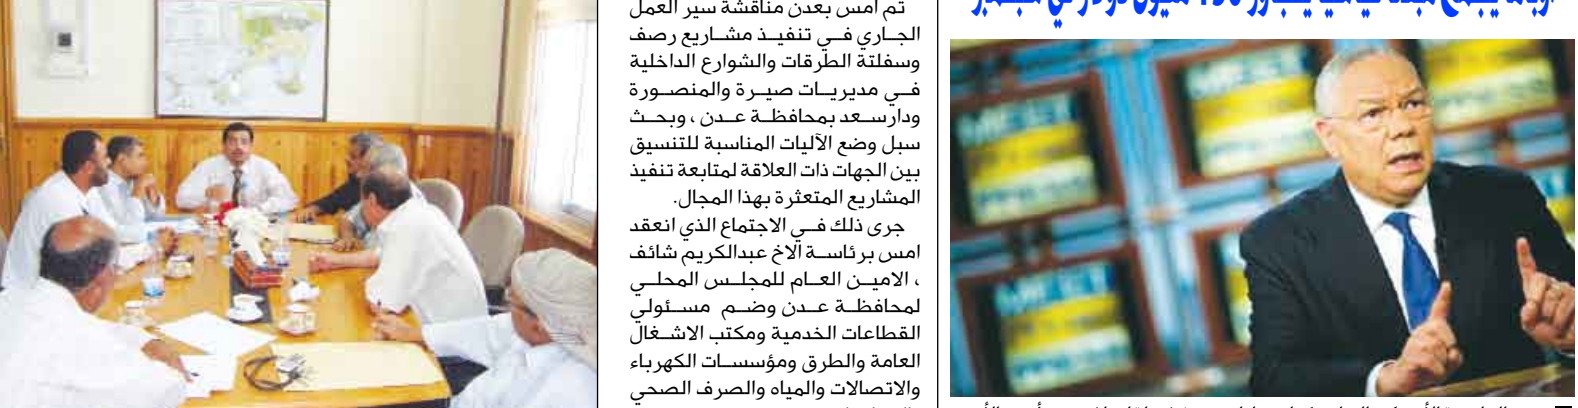 تم امس بعدن مناقشة سير العمل
الجاري في تنفيذ مشاريع رصف
وسفلتة الطرقات والشوارع الداخلية
في مديريات صيرة والمنصورة
ودارسعد بمحافظة عدن ، وبحث
سبل وضع الآليات المناسبة للتنسيق
بين الجهات ذات العلاقة لمتابعة تنفيذ
المشاريع المتعثرة بهذا المجال.
جرى ذلك في الاجتماع الذي انعقد
امس برئاسة الاخ عبدالكريم شائف
، الامين العام للمجلس المحلي
لمحافظة عدن وضم مسئولي
القطاعات الخدمية ومكتب الاشغال
العامة والطرق ومؤسسات الكهرباء
والاتصالات والمياه والصرف الصحي
MEET
MEET